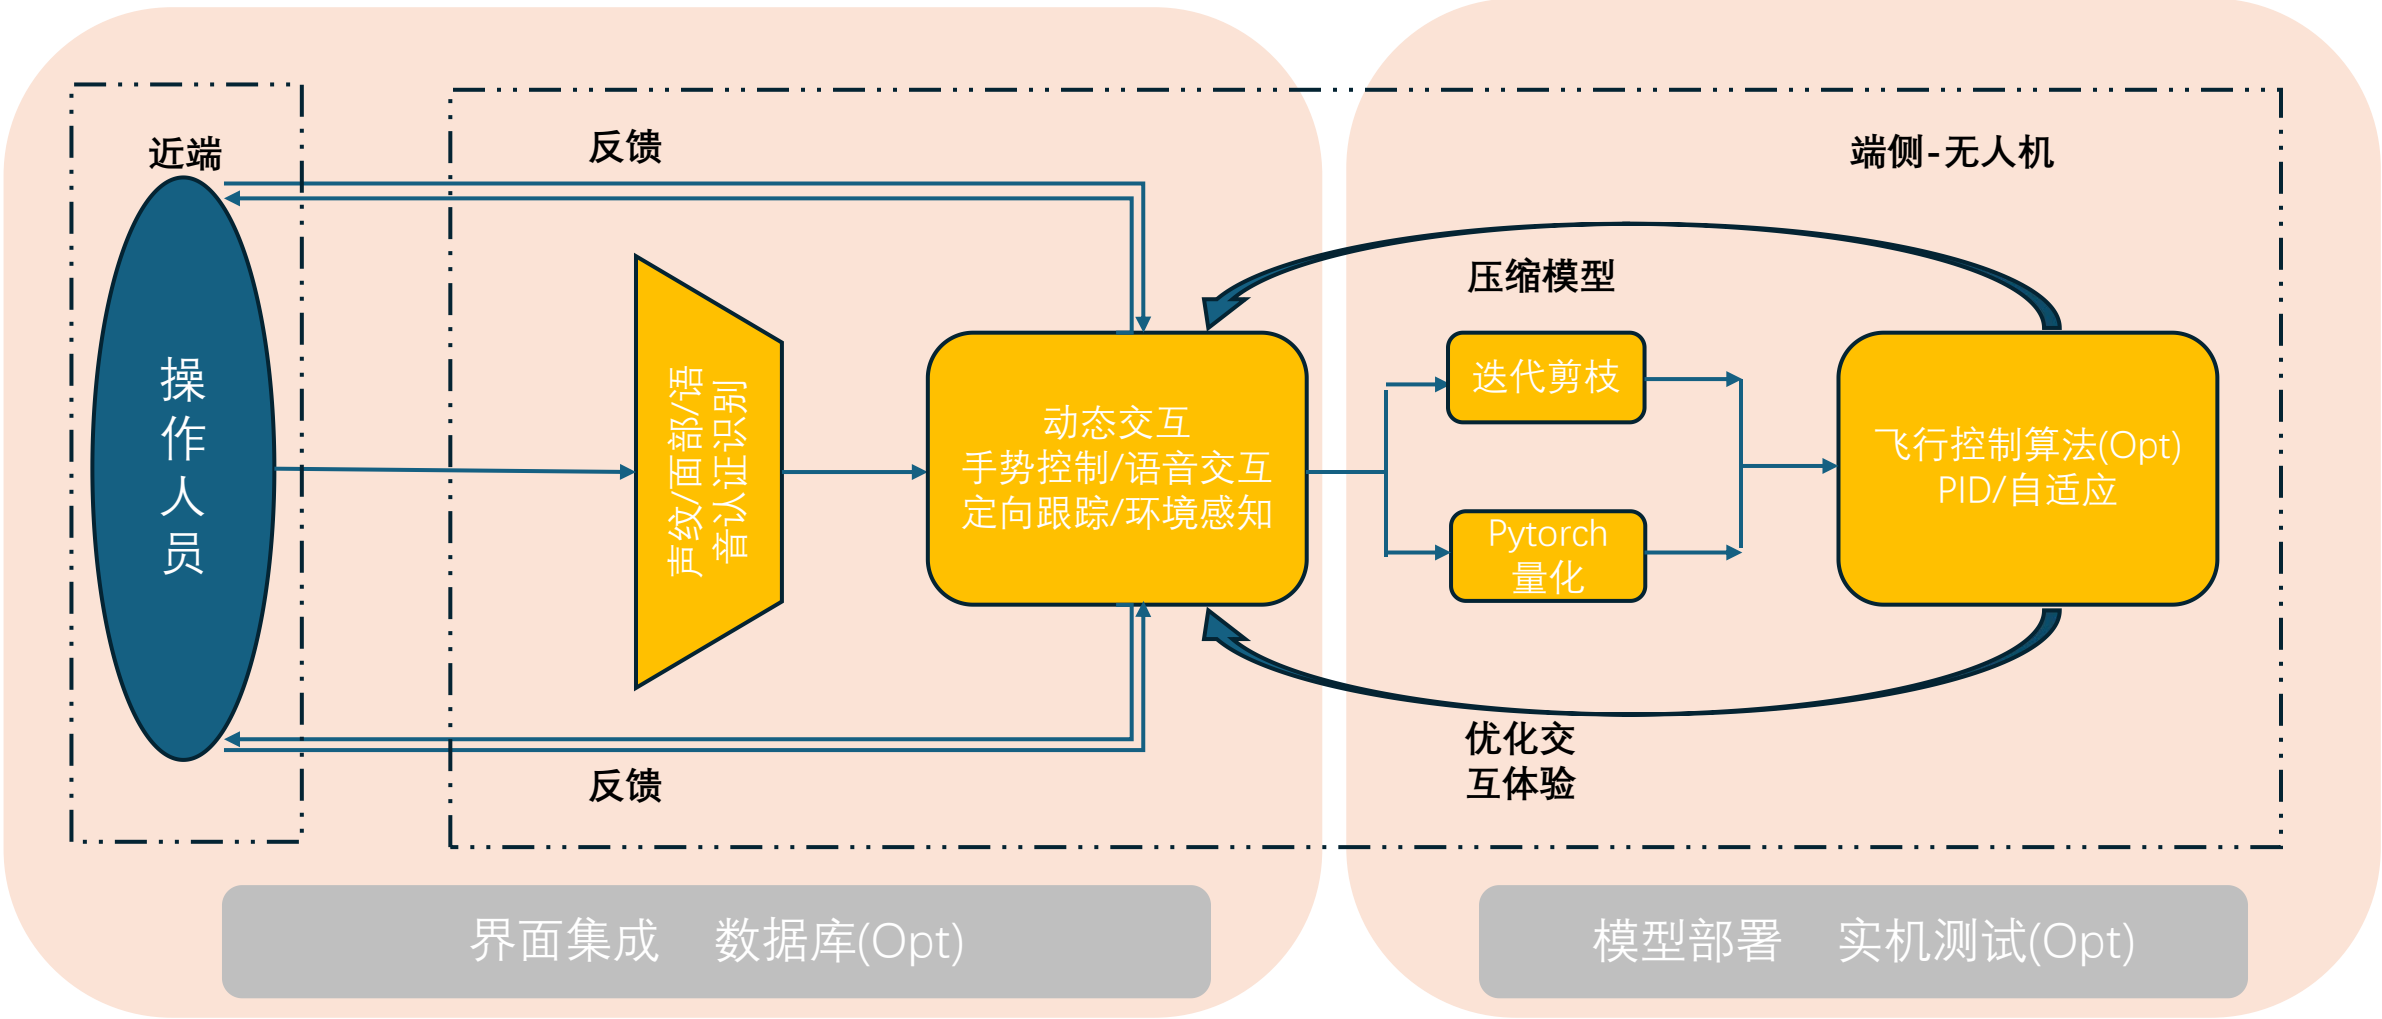 近端
操
作
人
员
反馈
声纹/面部/语
音认证识别
反馈
动态交互
手势控制/语音交互
定向跟踪/环境感知
端侧-无人机
压缩模型
迭代剪枝
Pytorch
量化
飞行控制算法(Opt)
PID/自适应
优化交
互体验
界面集成 数据库(Opt)
模型部署 实机测试(Opt)